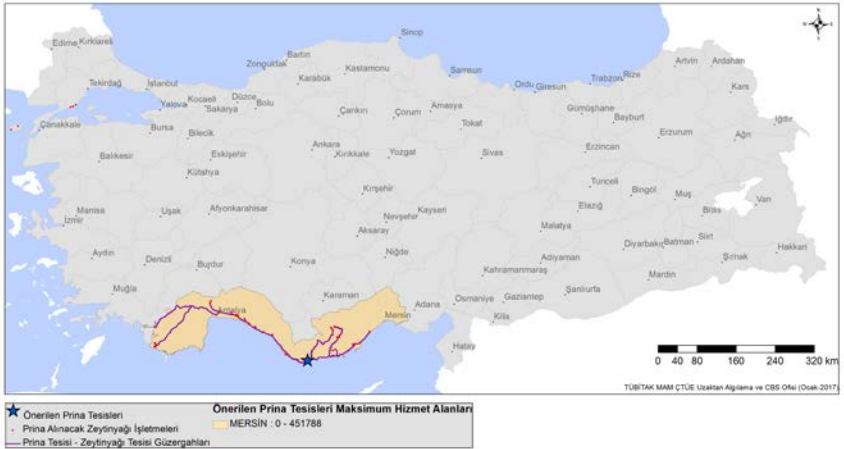 N
Sinop
Edirne
Kırklareli
Bartın
Zonguldak
Kastamonu
Artvin
Ardahan
Samsun
Tekirdağ
İstanbul
Karabük
Ordu
Giresun
Trabzon
Rize
Kars
Kocaeli
Düzce
Yalova
Sakarya
Bolu
Çankırı
Çorum
Amasya
Gümüşhane
Bayburt
Iğdır
Çanakkale
Bursa
Bilecik
Tokat
Erzurum
Ağrı
Ankara
Kırıkkale
Yozgat
Sivas
Erzincan
Balıkesir
Eskişehir
Kütahya
Tunceli
Kırşehir
Bingöl
Muş
Van
Manisa
İzmir
Uşak
Afyonkarahisar
Nevşehir
Kayseri
Elazığ
Bitlis
Aksaray
Malatya
Diyarbakır
Batman
Siirt
Hakkari
Aydın
Denizli
Burdur
Konya
Niğde
Adıyaman
Şırnak
Kahramanmaraş
Mardin
Muğla
Karaman
Şanlıurfa
Antalya
Mersin
Adana
Osmaniye
Gaziantep
Kilis
Hatay
0 40 80 160 240 320 km
TÜBİTAK MAM ÇTÜE Uzaktan Algılama ve CBS Ofisi (Ocak-2017)
Önerilen Prina Tesisleri
Prina Alınacak Zeytinyağı İşletmeleri
Prina Tesisi - Zeytinyağı Tesisi Güzergahları
Önerilen Prina Tesisleri Maksimum Hizmet Alanları
MERSİN : 0 - 451788